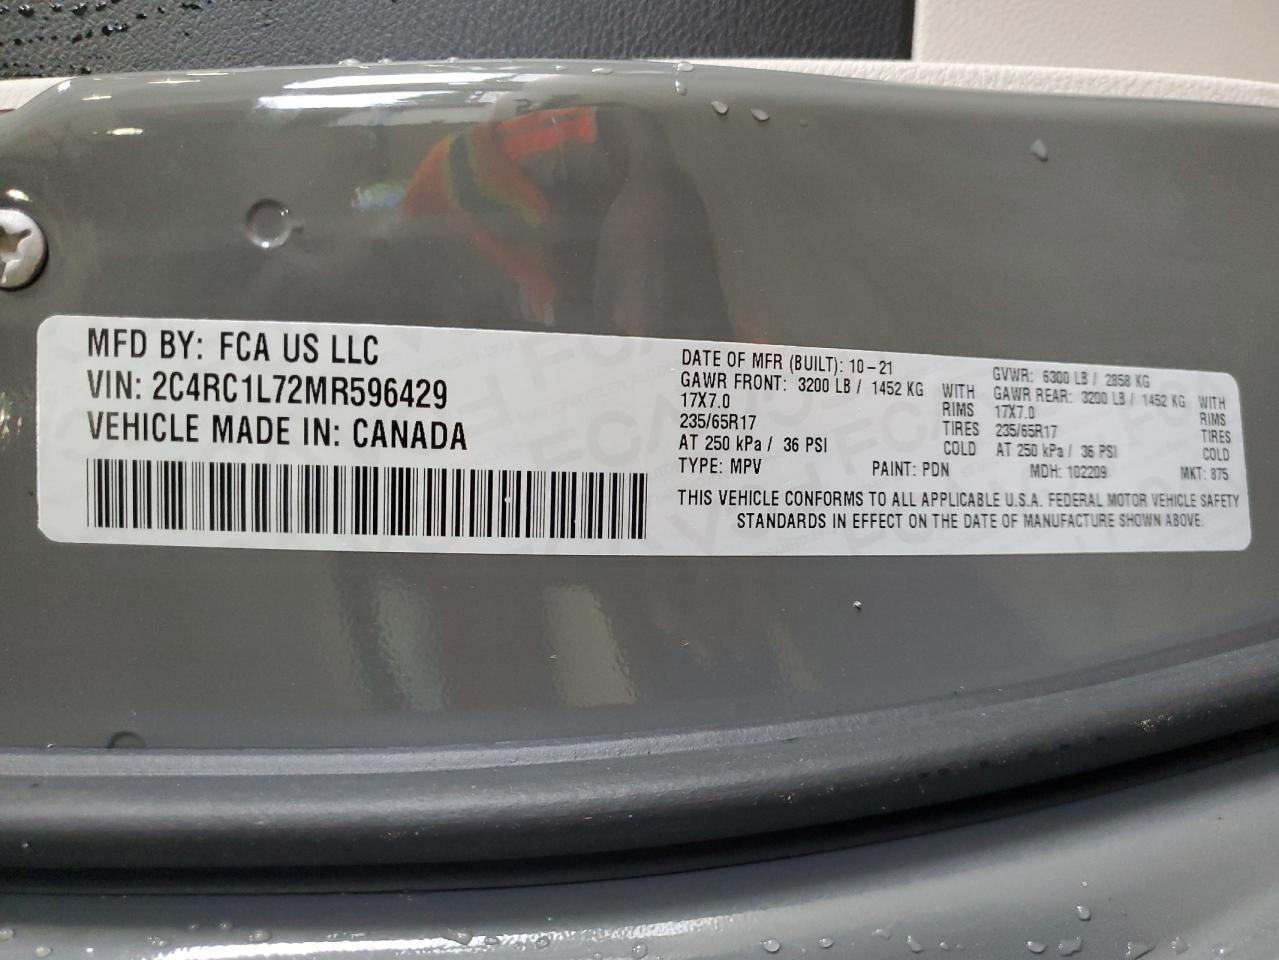 MFD BY: FCA US LLC
VIN: 2C4RC1L72MR596429
VEHICLE MADE IN: CANADA
DATE OF MFR (BUILT): 10-21 GVWR: 6300 LB / 2858 KG
GAWR FRONT: 3200 LB / 1452 KG WITH GAWR REAR: 3200 LB / 1452 KG WITH
17X7.0 RIMS 17X7.0 RIMS
235/65R17 TIRES 235/65R17 TIRES
AT 250 kPa / 36 PSI COLD AT 250 kPa / 36 PSI COLD
TYPE: MPV PAINT: PDN MDH: 102209 MKT: 875
THIS VEHICLE CONFORMS TO ALL APPLICABLE U.S.A. FEDERAL MOTOR VEHICLE SAFETY
STANDARDS IN EFFECT ON THE DATE OF MANUFACTURE SHOWN ABOVE.